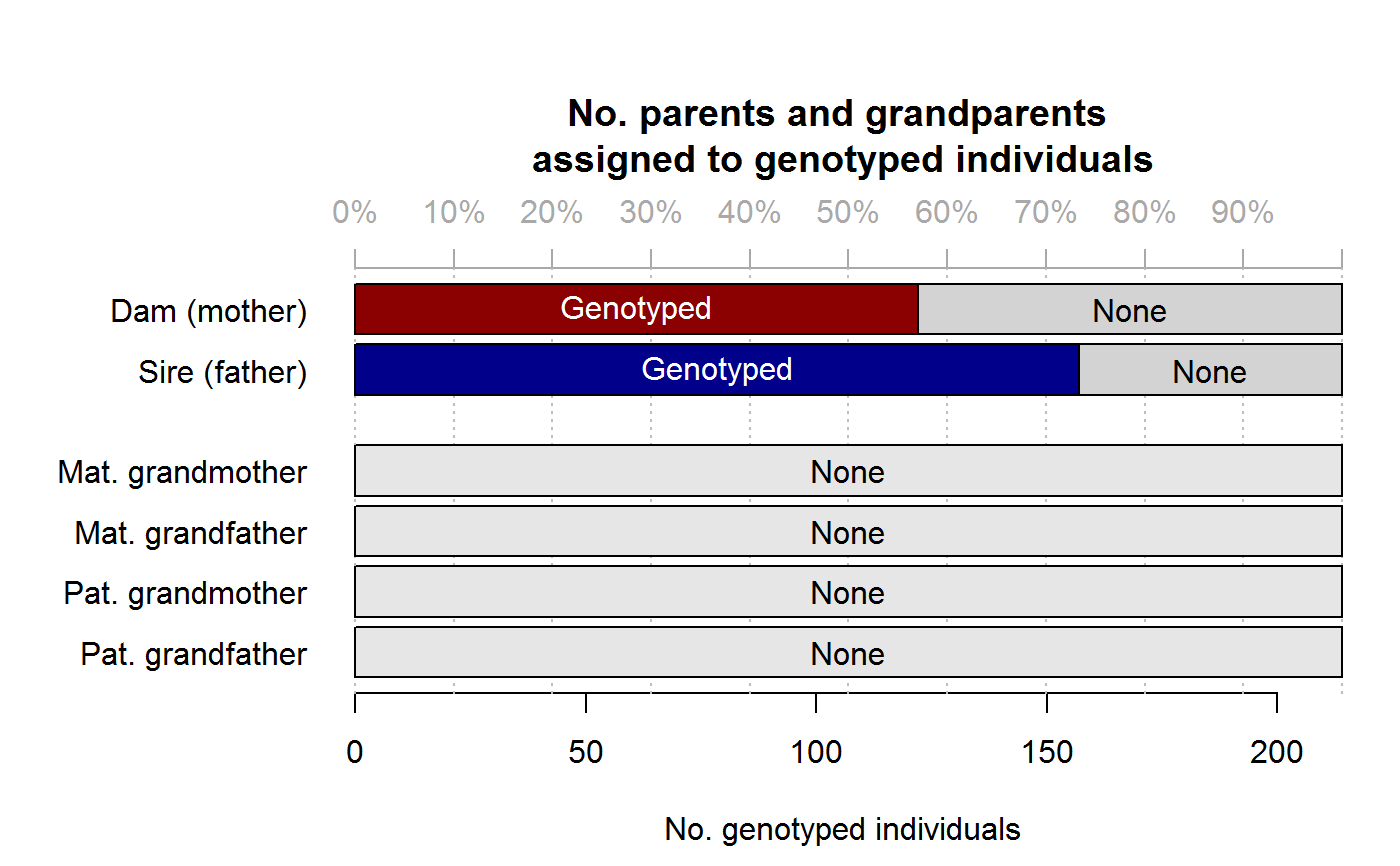 No. parents and grandparents
assigned to genotyped individuals
0% 10% 20% 30% 40% 50% 60% 70% 80% 90%
Dam (mother) Genotyped None
Sire (father) Genotyped None
Mat. grandmother None
Mat. grandfather None
Pat. grandmother None
Pat. grandfather None
0 50 100 150 200
No. genotyped individuals